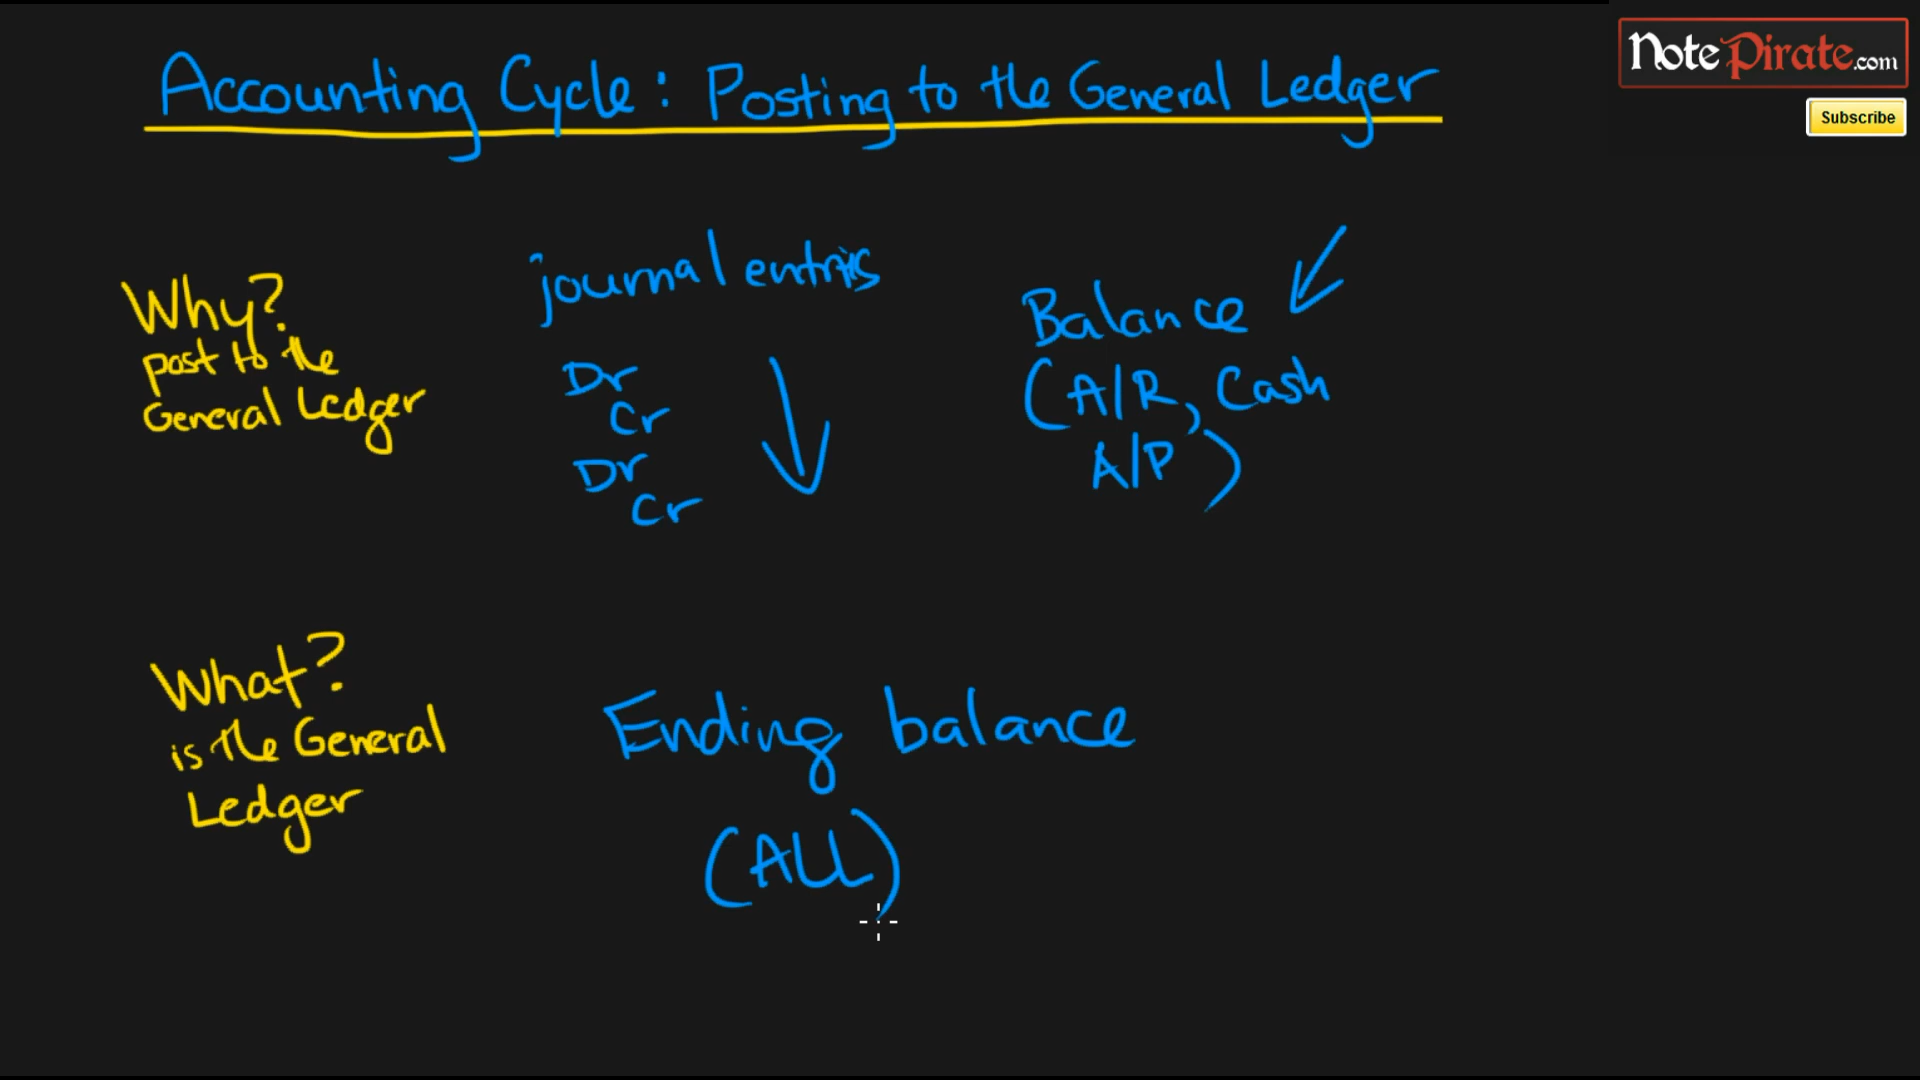 Accounting Cycle: Posting to the General Ledger
NotePirate.com
Subscribe
Why?
post to the
General Ledger
journal entries
Dr
Cr
Dr
Cr
Balance
(A/R, Cash
A/P)
What?
is the General
Ledger
Ending balance
(ALL)